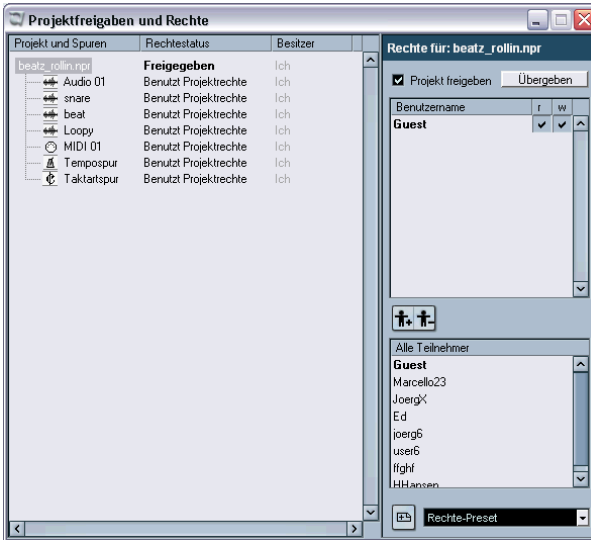 Projektfreigaben und Rechte
Projekt und Spuren Rechtestatus Besitzer
beatz_rollin.npr Freigegeben Ich
Audio 01 Benutzt Projektrechte Ich
snare Benutzt Projektrechte Ich
beat Benutzt Projektrechte Ich
Loopy Benutzt Projektrechte Ich
MIDI 01 Benutzt Projektrechte Ich
Tempospur Benutzt Projektrechte Ich
Taktartspur Benutzt Projektrechte Ich
Rechte für: beatz_rollin.npr
Projekt freigeben Übergeben
Benutzername r w
Guest
Alle Teilnehmer
Guest
Marcello23
JoergX
Ed
joerg6
user6
ffghf
HHansen
Rechte-Preset